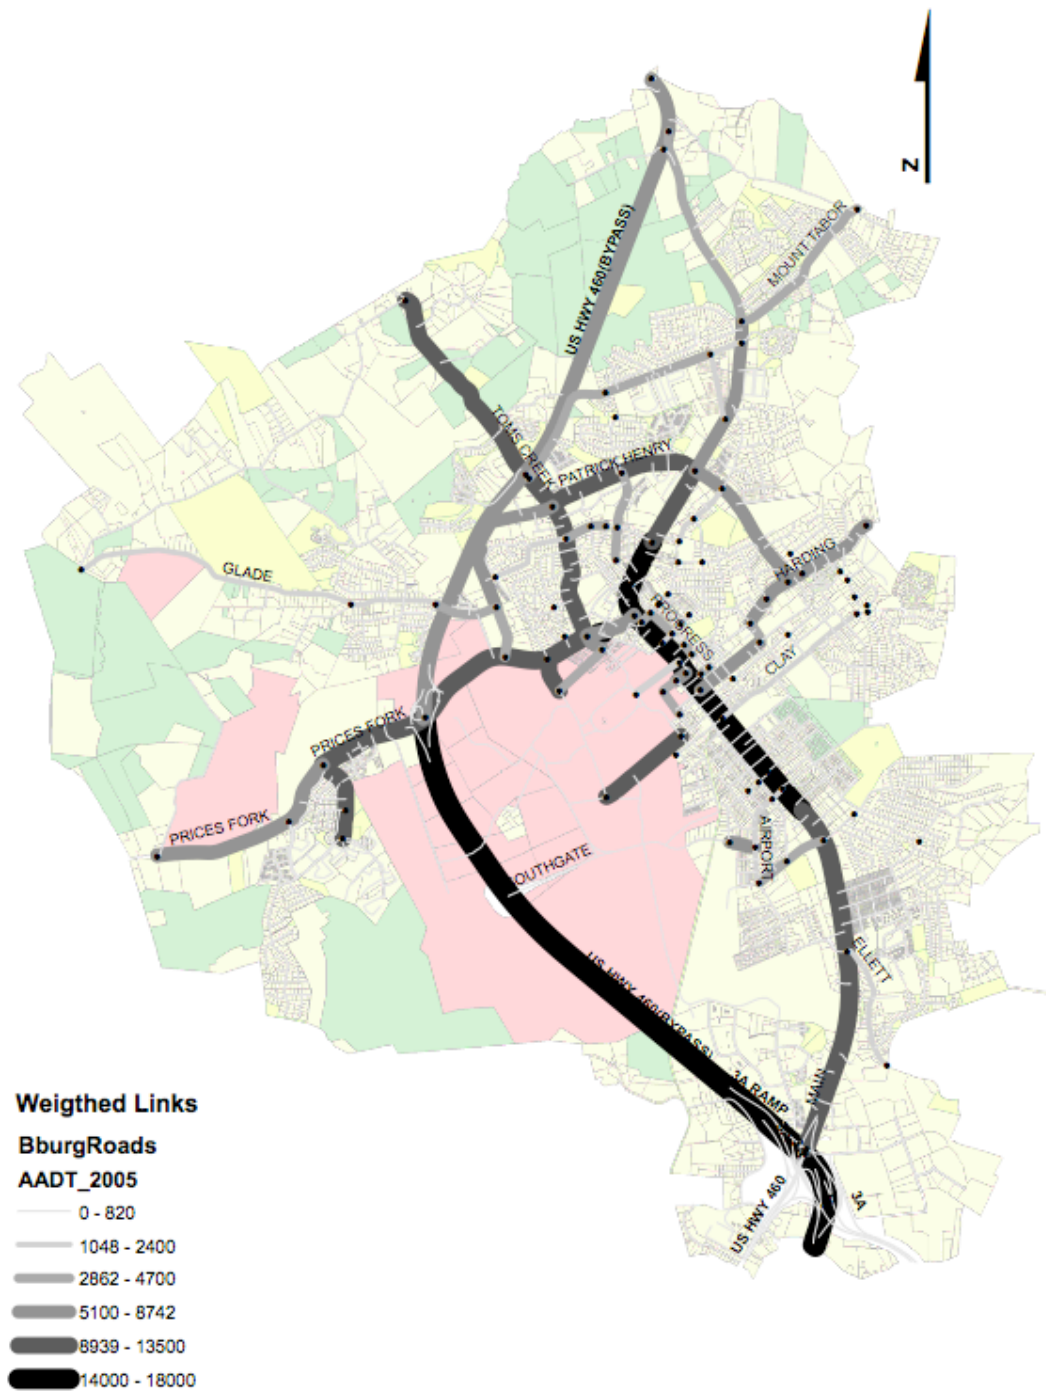 N
MOUNT TABOR
US HWY 460(BYPASS)
TOMS CREEK
PATRICK HENRY
GLADE
HARDING
PROGRESS
CLAY
PRICES FORK
PRICES FORK
AIRPORT
SOUTHGATE
ELLETT
US HWY 460(BYPASS)
3A RAMP
MAIN
US HWY 460
3A
Weigthed Links
BburgRoads
AADT_2005
0 - 820
1048 - 2400
2862 - 4700
5100 - 8742
8939 - 13500
14000 - 18000